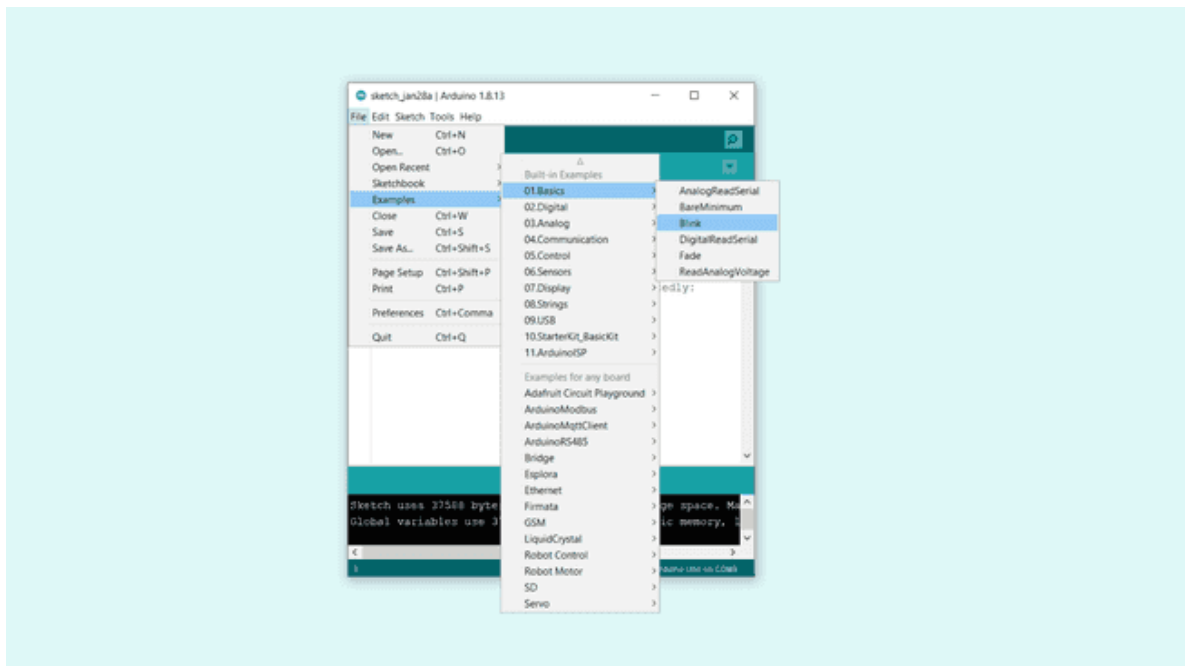 sketch_jan28a | Arduino 1.8.13
File Edit Sketch Tools Help
New Ctrl+N
Open... Ctrl+O
Open Recent
Sketchbook
Examples
Close Ctrl+W
Save Ctrl+S
Save As... Ctrl+Shift+S
Page Setup Ctrl+Shift+P
Print Ctrl+P
Preferences Ctrl+Comma
Quit Ctrl+Q
Built-in Examples
01.Basics
02.Digital
03.Analog
04.Communication
05.Control
06.Sensors
07.Display
08.Strings
09.USB
10.StarterKit_BasicKit
11.ArduinoISP
Examples for any board
Adafruit Circuit Playground
ArduinoModbus
ArduinoMqttClient
ArduinoRS485
Bridge
Esplora
Ethernet
Firmata
GSM
LiquidCrystal
Robot Control
Robot Motor
SD
Servo
AnalogReadSerial
BareMinimum
Blink
DigitalReadSerial
Fade
ReadAnalogVoltage
edly:
Sketch uses 37588 byte ge space. Ma
Global variables use 3 ic memory, l
1 on COM9